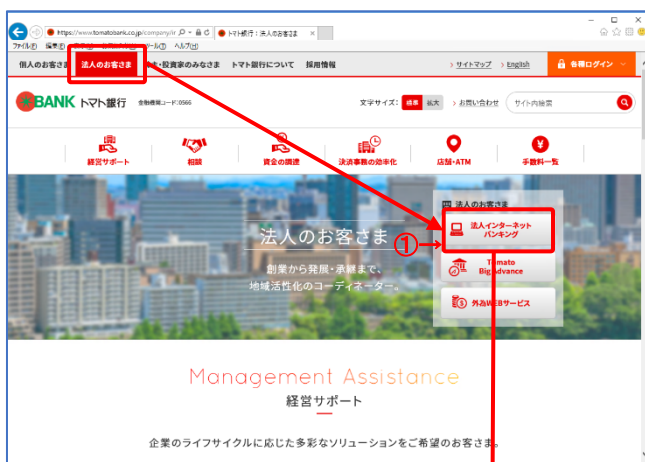 https://www.tomatobank.co.jp/company/ir
トマト銀行：法人のお客さま ×
ファイル(F) ヘルプ(H)
個人のお客さま 法人のお客さま 投資家のみなさま トマト銀行について 採用情報 > サイトマップ > English 各種ログイン
BANK トマト銀行 金融機関コード:0566 文字サイズ： 標準 拡大 > お問い合わせ サイト内検索
経営サポート 相談 資金の調達 決済事務の効率化 店舗・ATM 手数料一覧
法人のお客さま
法人インターネット
バンキング
法人のお客さま
①
Tomato
Big Advance
創業から発展・承継まで、
地域活性化のコーディネーター。
外為WEBサービス
Management Assistance
経営サポート
企業のライフサイクルに応じた多彩なソリューションをご希望のお客さま。